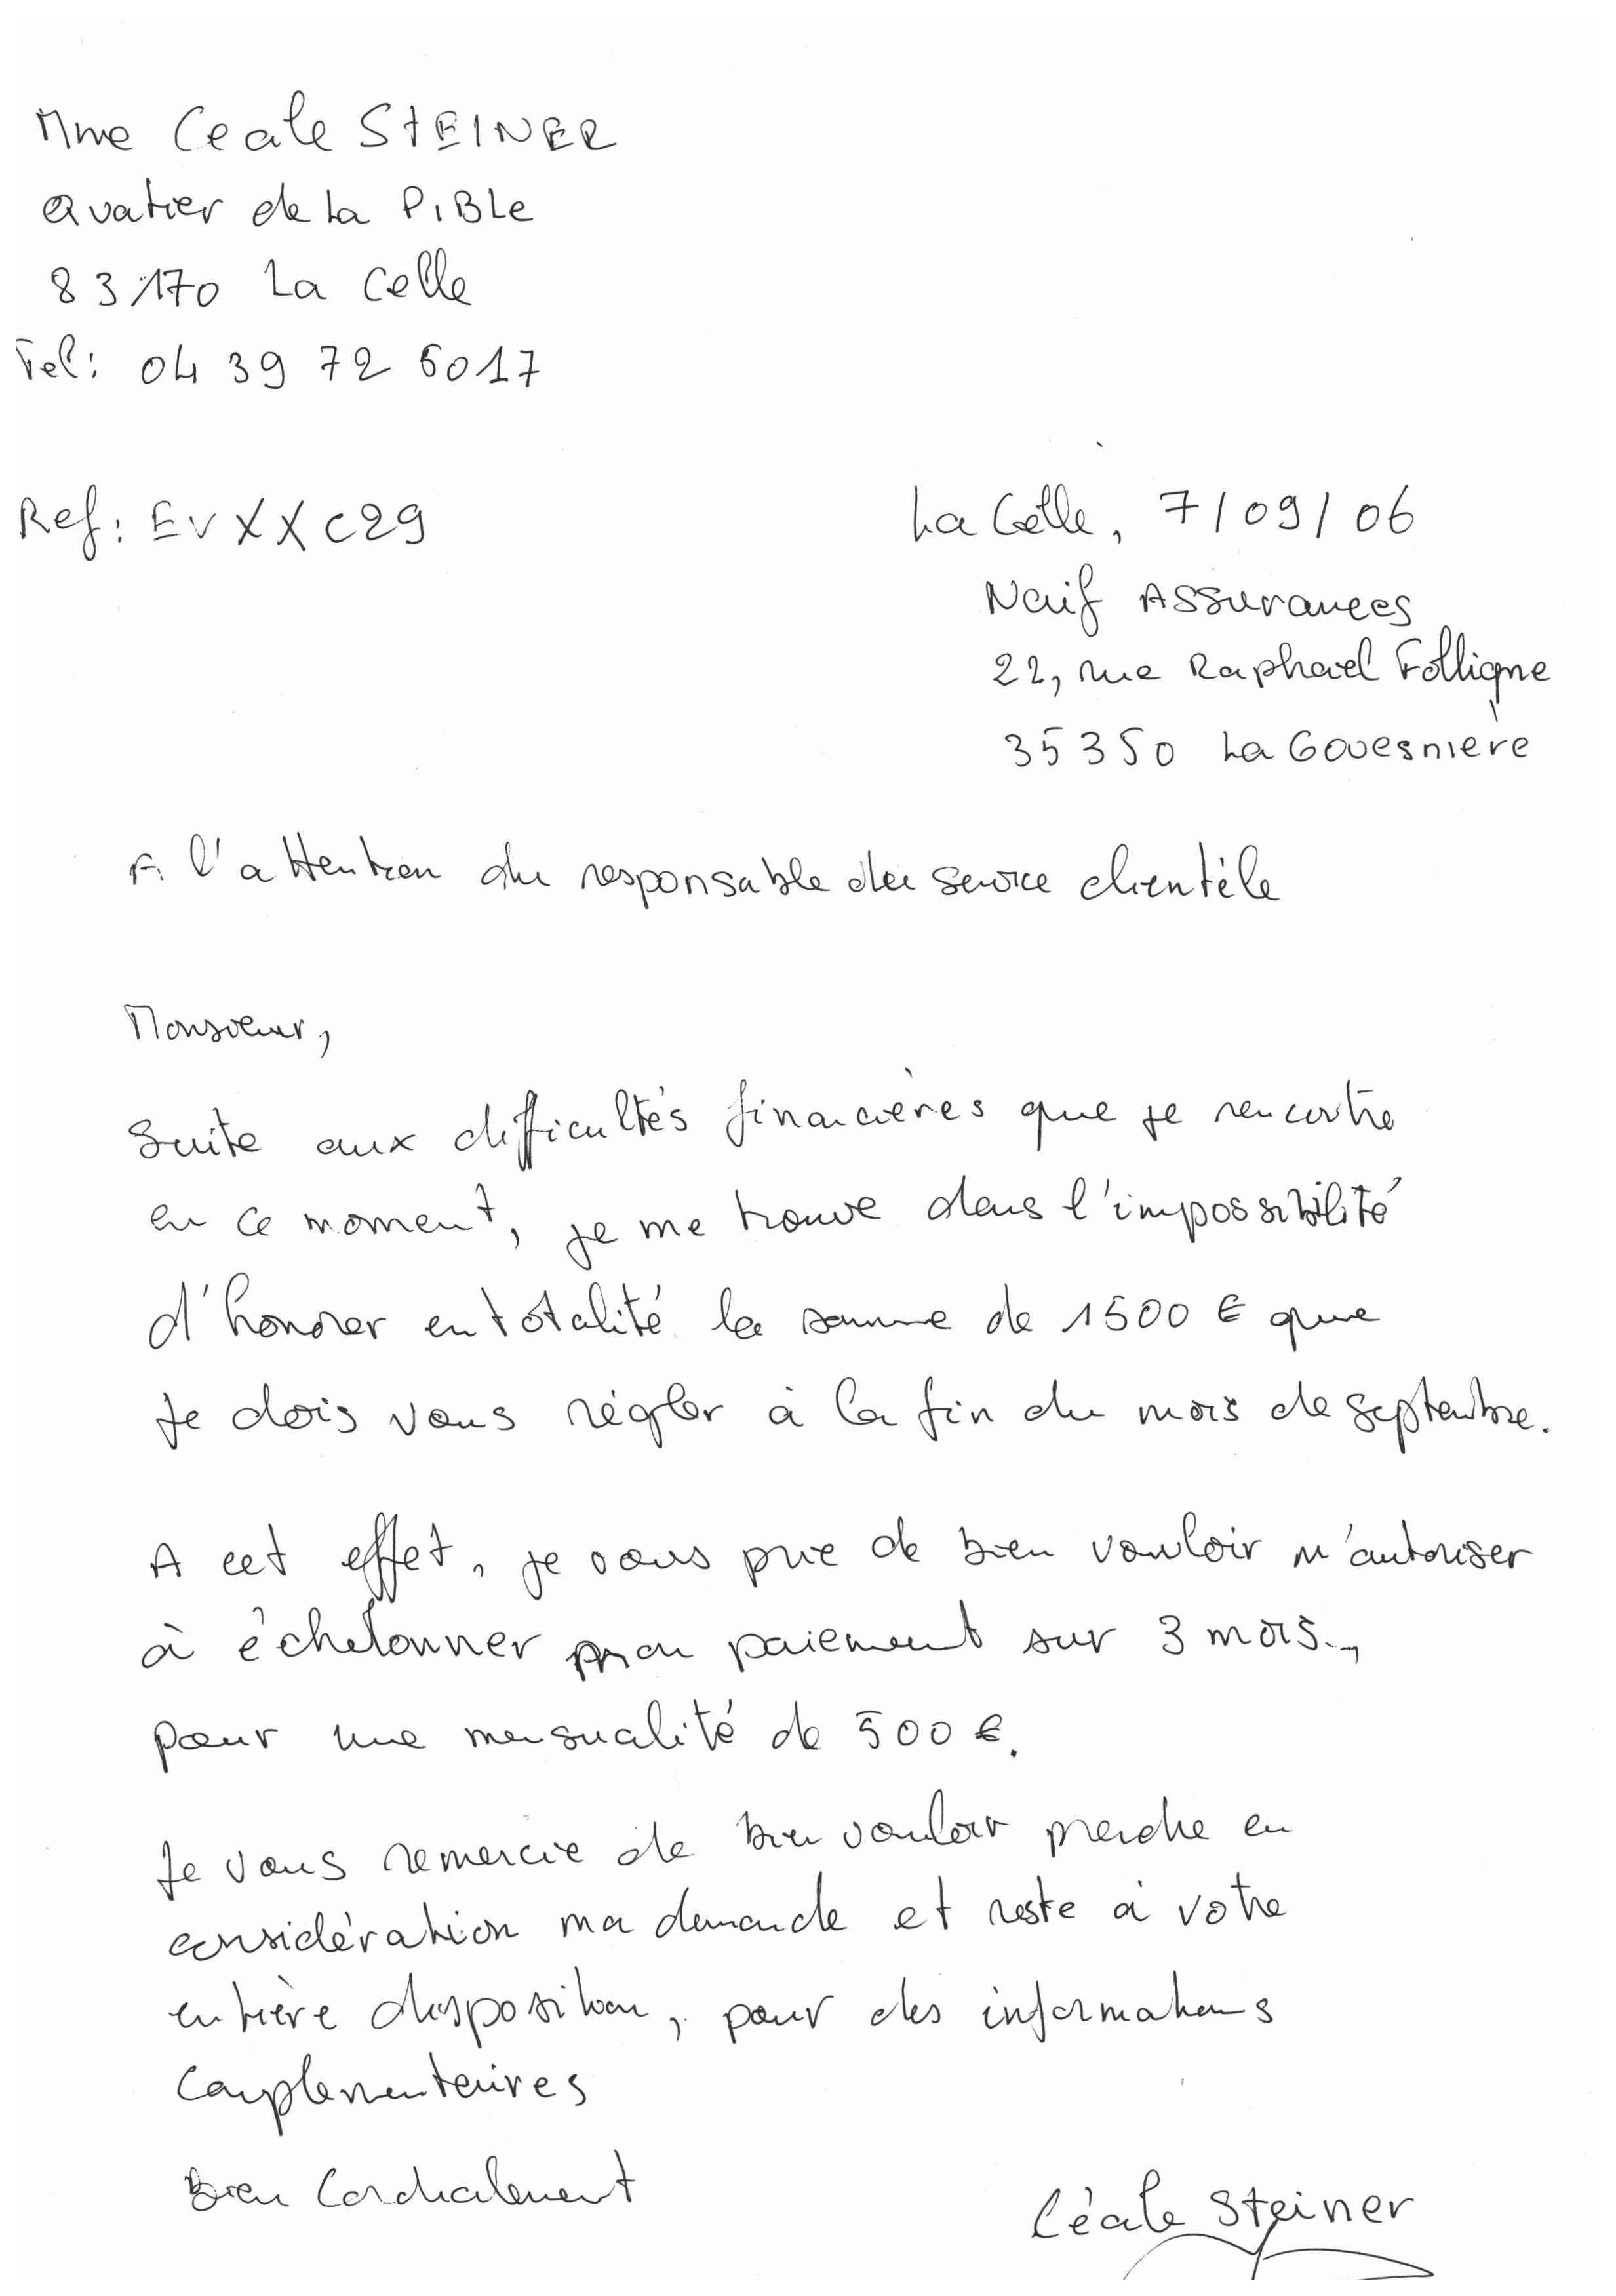 Mme Cecile STEINER
Quatier de la PIBLe
83170 La Celle
Tel: 04 39 72 6017
Ref: EVXXC29
La Celle, 7/09/06
Naif Assurances
22, rue Raphael Folligne
35350 La Gouesniere
A l'attention du responsable du service clientèle
Monsieur,
Suite aux difficultés financières que je rencontre
en ce moment, je me trouve dans l'impossibilité
d'honorer en totalité la somme de 1500 € que
Je dois vous régler à la fin du mois de septembre.
A cet effet, je vous prie de bien vouloir m'autoriser
à échelonner mon paiement sur 3 mois.,
pour une mensualité de 500 €.
Je vous remercie de bien vouloir prendre en
considération ma demande et reste à votre
entière disposition, pour des informations
Complementaires
Bien Cordialement
Cécile Steiner